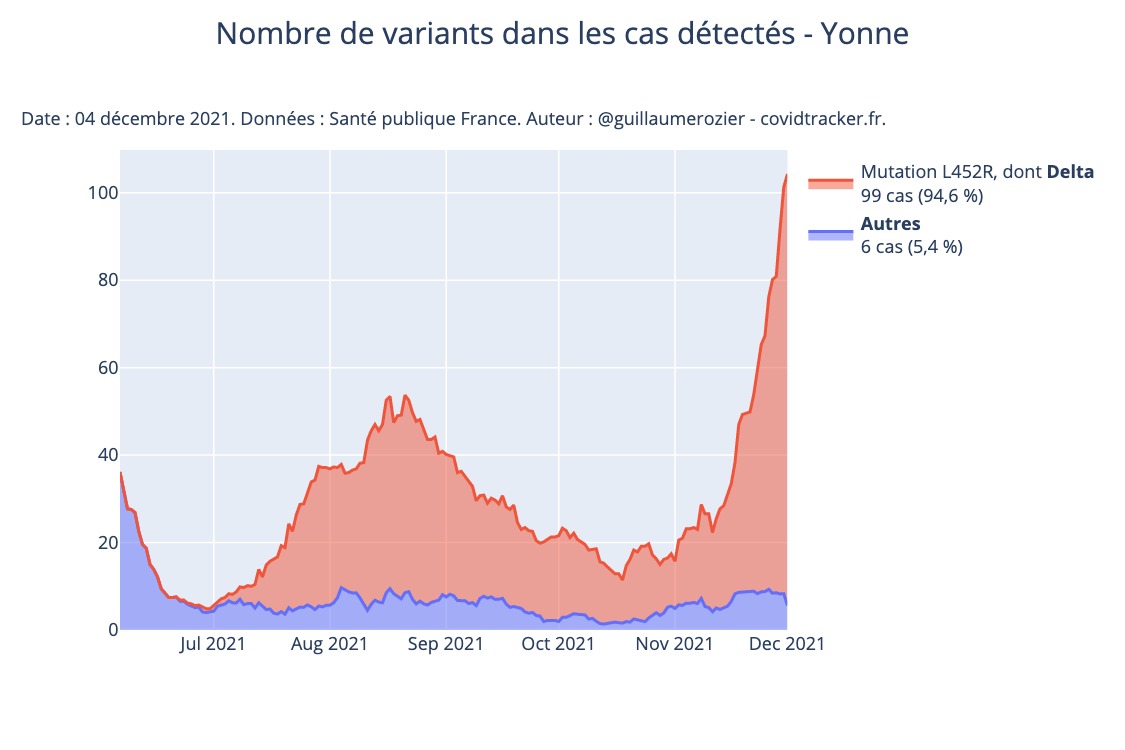 Nombre de variants dans les cas détectés - Yonne
Date : 04 décembre 2021. Données : Santé publique France. Auteur : @guillaumerozier - covidtracker.fr.
Mutation L452R, dont Delta
99 cas (94,6 %)
Autres
6 cas (5,4 %)
100
80
60
40
20
0
Jul 2021 Aug 2021 Sep 2021 Oct 2021 Nov 2021 Dec 2021